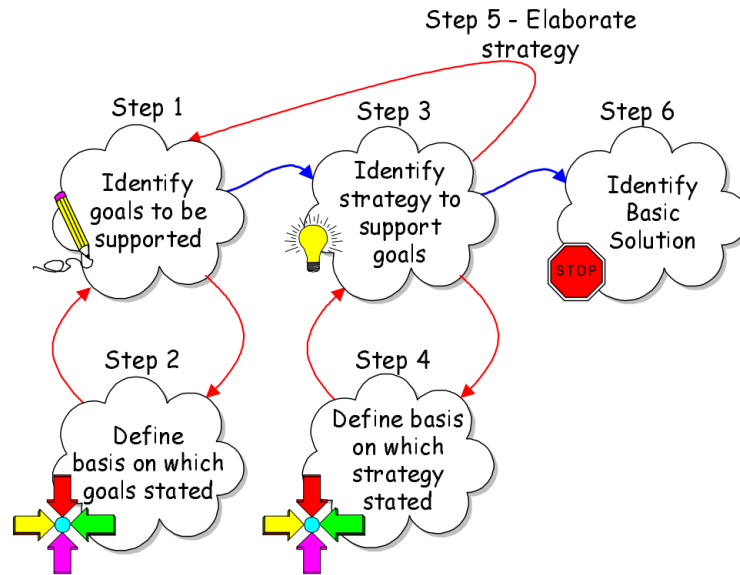 Step 5 - Elaborate
strategy
Step 1
Step 3
Step 6
Identify
goals to be
supported
Identify
strategy to
support
goals
Identify
Basic
Solution
STOP
Step 2
Step 4
Define
basis on which
goals stated
Define basis
on which
strategy
stated